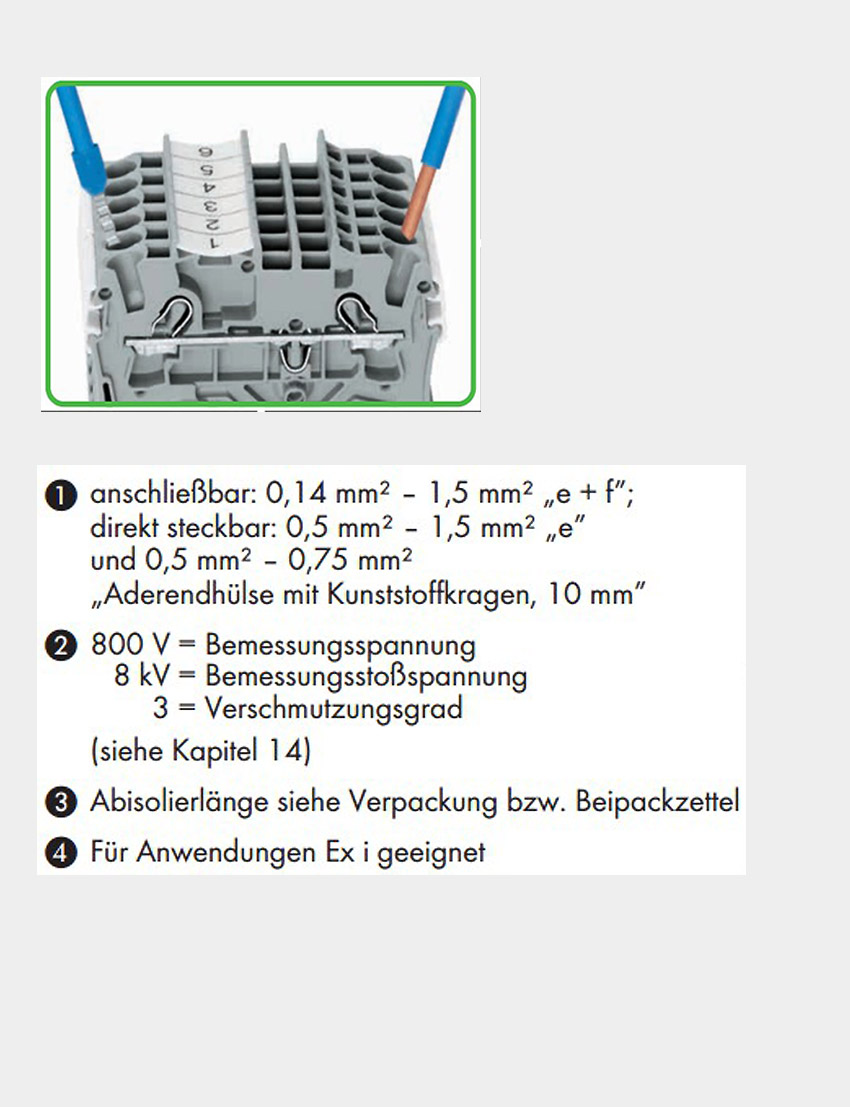 6
5
4
3
2
1
❶ anschließbar: 0,14 mm² – 1,5 mm² „e + f”;
direkt steckbar: 0,5 mm² – 1,5 mm² „e”
und 0,5 mm² – 0,75 mm²
„Aderendhülse mit Kunststoffkragen, 10 mm”
❷ 800 V = Bemessungsspannung
8 kV = Bemessungsstoßspannung
3 = Verschmutzungsgrad
(siehe Kapitel 14)
❸ Abisolierlänge siehe Verpackung bzw. Beipackzettel
❹ Für Anwendungen Ex i geeignet